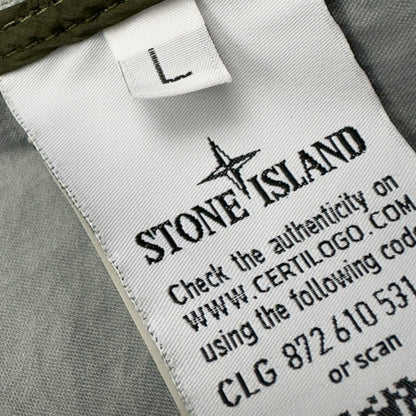 L
STONE ISLAND
Check the authenticity on
WWW.CERTILOGO.COM
using the following code
CLG 872 610 531
or scan